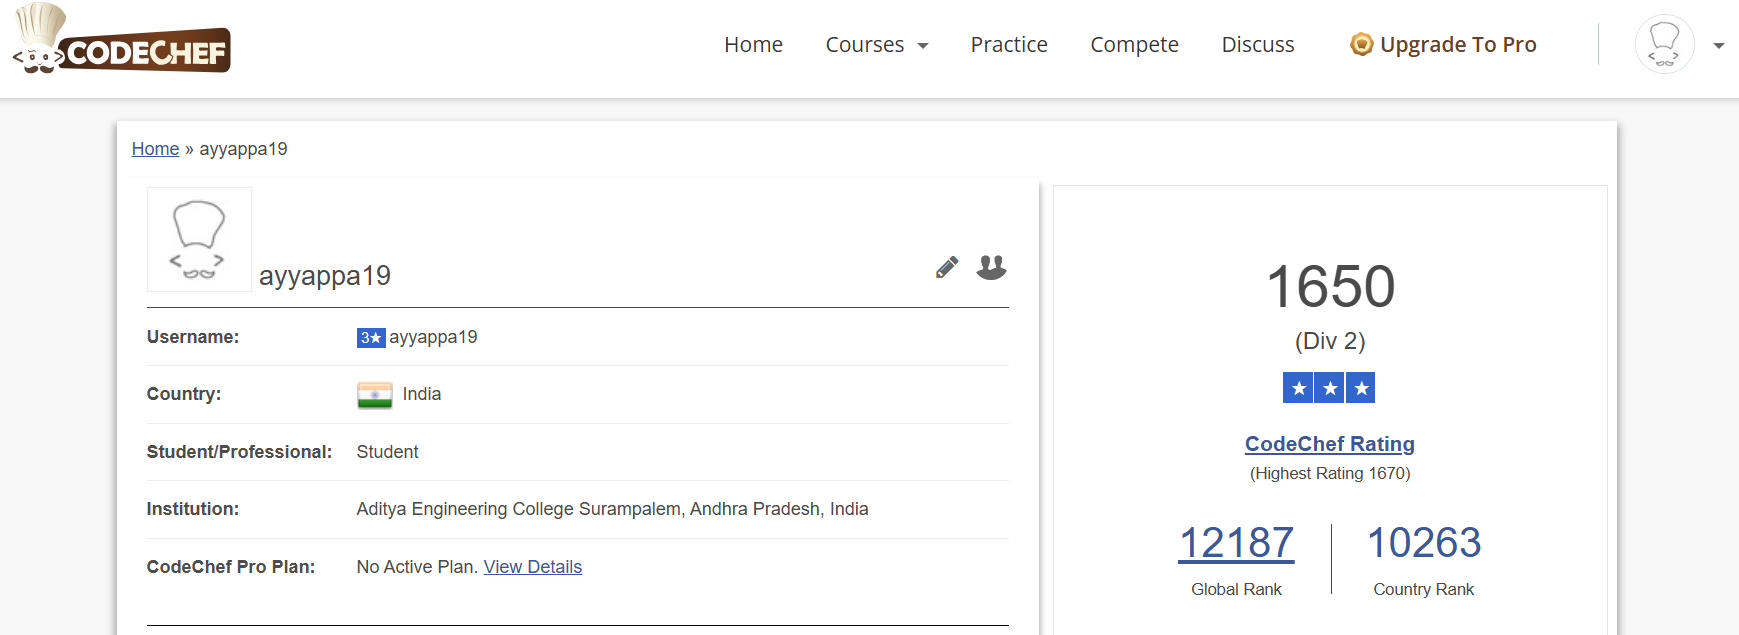 CODECHEF
Home Courses Practice Compete Discuss Upgrade To Pro
Home » ayyappa19
ayyappa19
Username: 3★ ayyappa19
Country: India
Student/Professional: Student
Institution: Aditya Engineering College Surampalem, Andhra Pradesh, India
CodeChef Pro Plan: No Active Plan. View Details
1650
(Div 2)
★ ★ ★
CodeChef Rating
(Highest Rating 1670)
12187 10263
Global Rank Country Rank